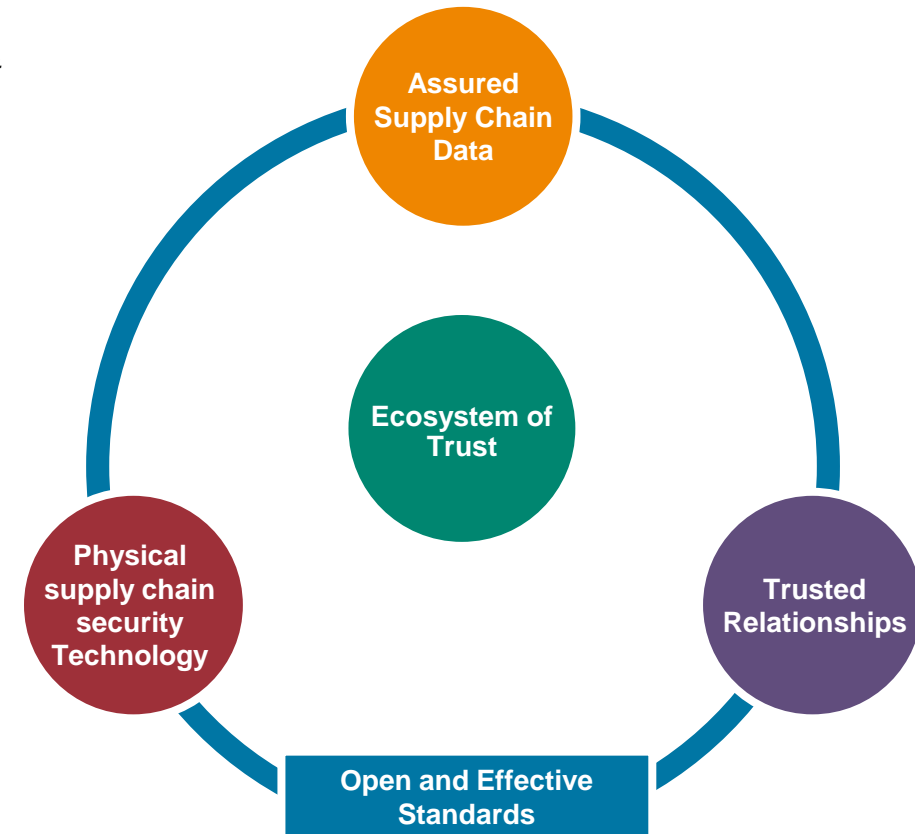 Assured
Supply Chain
Data
Ecosystem of
Trust
Physical
supply chain
security
Technology
Trusted
Relationships
Open and Effective
Standards